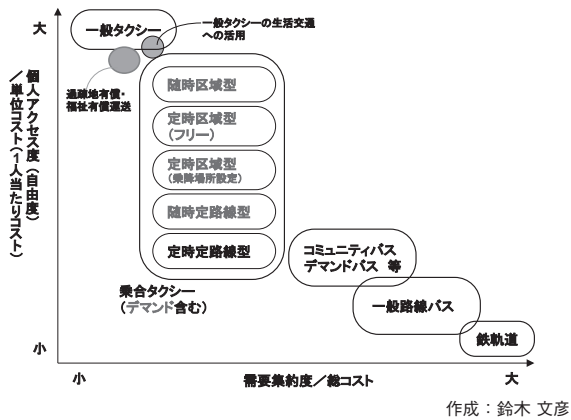 大
一般タクシー
一般タクシーの生活交通
への活用
過疎地有償・
福祉有償運送
随時区域型
定時区域型
(フリー)
定時区域型
(乗降場所設定)
随時定路線型
定時定路線型
乗合タクシー
(デマンド含む)
コミュニティバス
デマンドバス 等
一般路線バス
鉄軌道
個人アクセス度(自由度)
/単位コスト(1人当たりコスト)
小
小
需要集約度/総コスト
大
作成:鈴木 文彦